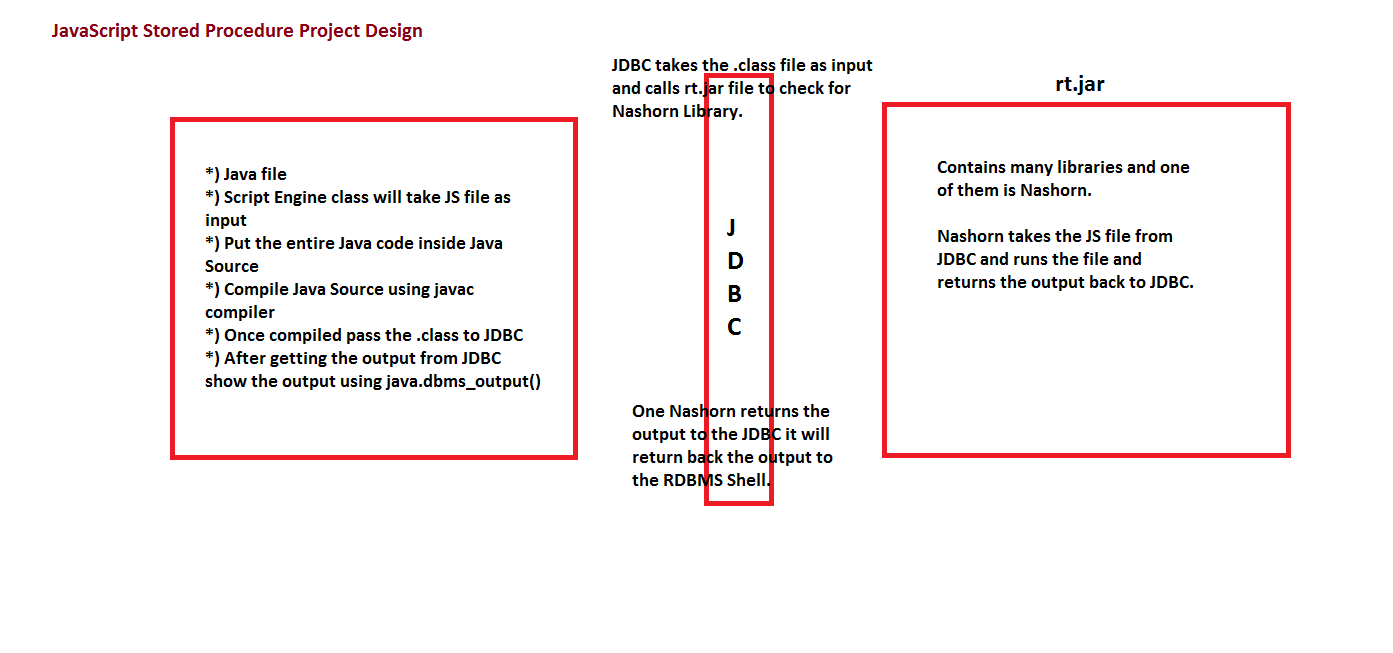 JavaScript Stored Procedure Project Design
*) Java file
*) Script Engine class will take JS file as
input
*) Put the entire Java code inside Java
Source
*) Compile Java Source using javac
compiler
*) Once compiled pass the .class to JDBC
*) After getting the output from JDBC
show the output using java.dbms_output()
JDBC takes the .class file as input
and calls rt.jar file to check for
Nashorn Library.
J
D
B
C
One Nashorn returns the
output to the JDBC it will
return back the output to
the RDBMS Shell.
rt.jar
Contains many libraries and one
of them is Nashorn.
Nashorn takes the JS file from
JDBC and runs the file and
returns the output back to JDBC.